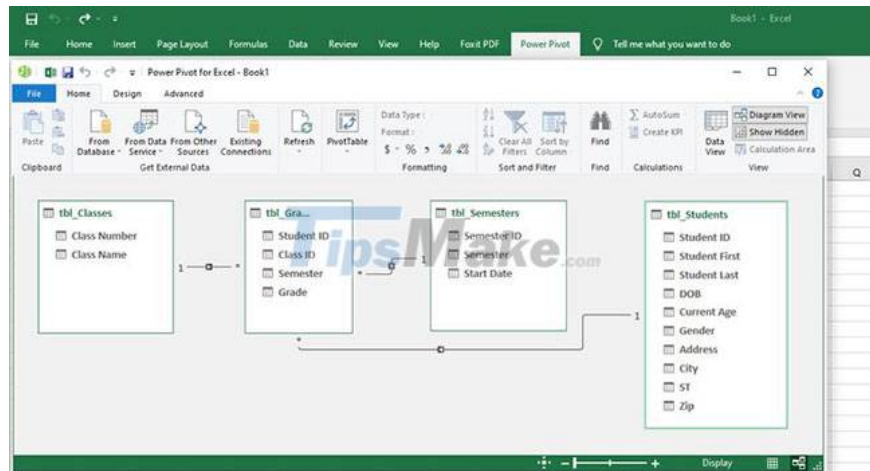 Book1 - Excel
File Home Insert Page Layout Formulas Data Review View Help Foxit PDF Power Pivot Tell me what you want to do
Power Pivot for Excel - Book1
File Home Design Advanced
Paste
From Database
From Data Service
From Other Sources
Existing Connections
Refresh
PivotTable
Data Type :
Format :
$ % ,
Clear All Filters
Sort by Column
Find
AutoSum
Create KPI
Data View
Diagram View
Show Hidden
Calculation Area
Clipboard Get External Data Formatting Sort and Filter Find Calculations View
Q
tbl_Classes
Class Number
Class Name
1
*
tbl_Gra...
Student ID
Class ID
Semester
Grade
*
*
1
tbl_Semesters
Semester ID
Semester
Start Date
1
tbl_Students
Student ID
Student First
Student Last
DOB
Current Age
Gender
Address
City
ST
Zip
TipsMake.com
Display